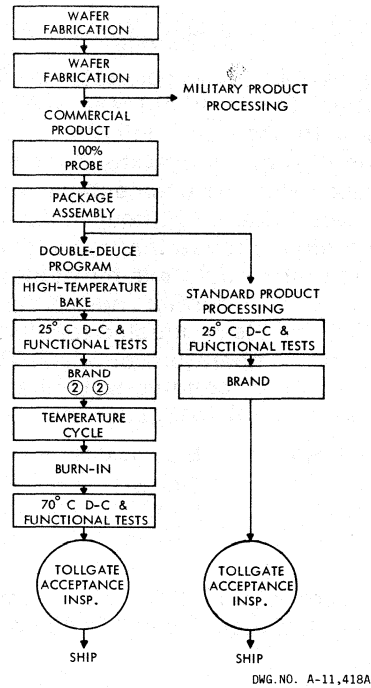 WAFER
FABRICATION
WAFER
FABRICATION
MILITARY PRODUCT
PROCESSING
COMMERCIAL
PRODUCT
100%
PROBE
PACKAGE
ASSEMBLY
DOUBLE-DEUCE
PROGRAM
HIGH-TEMPERATURE
BAKE
25° C D-C &
FUNCTIONAL TESTS
BRAND
② ②
TEMPERATURE
CYCLE
BURN-IN
70° C D-C &
FUNCTIONAL TESTS
TOLLGATE
ACCEPTANCE
INSP.
SHIP
STANDARD PRODUCT
PROCESSING
25° C D-C &
FUNCTIONAL TESTS
BRAND
TOLLGATE
ACCEPTANCE
INSP.
SHIP
DWG.NO. A-11,418A